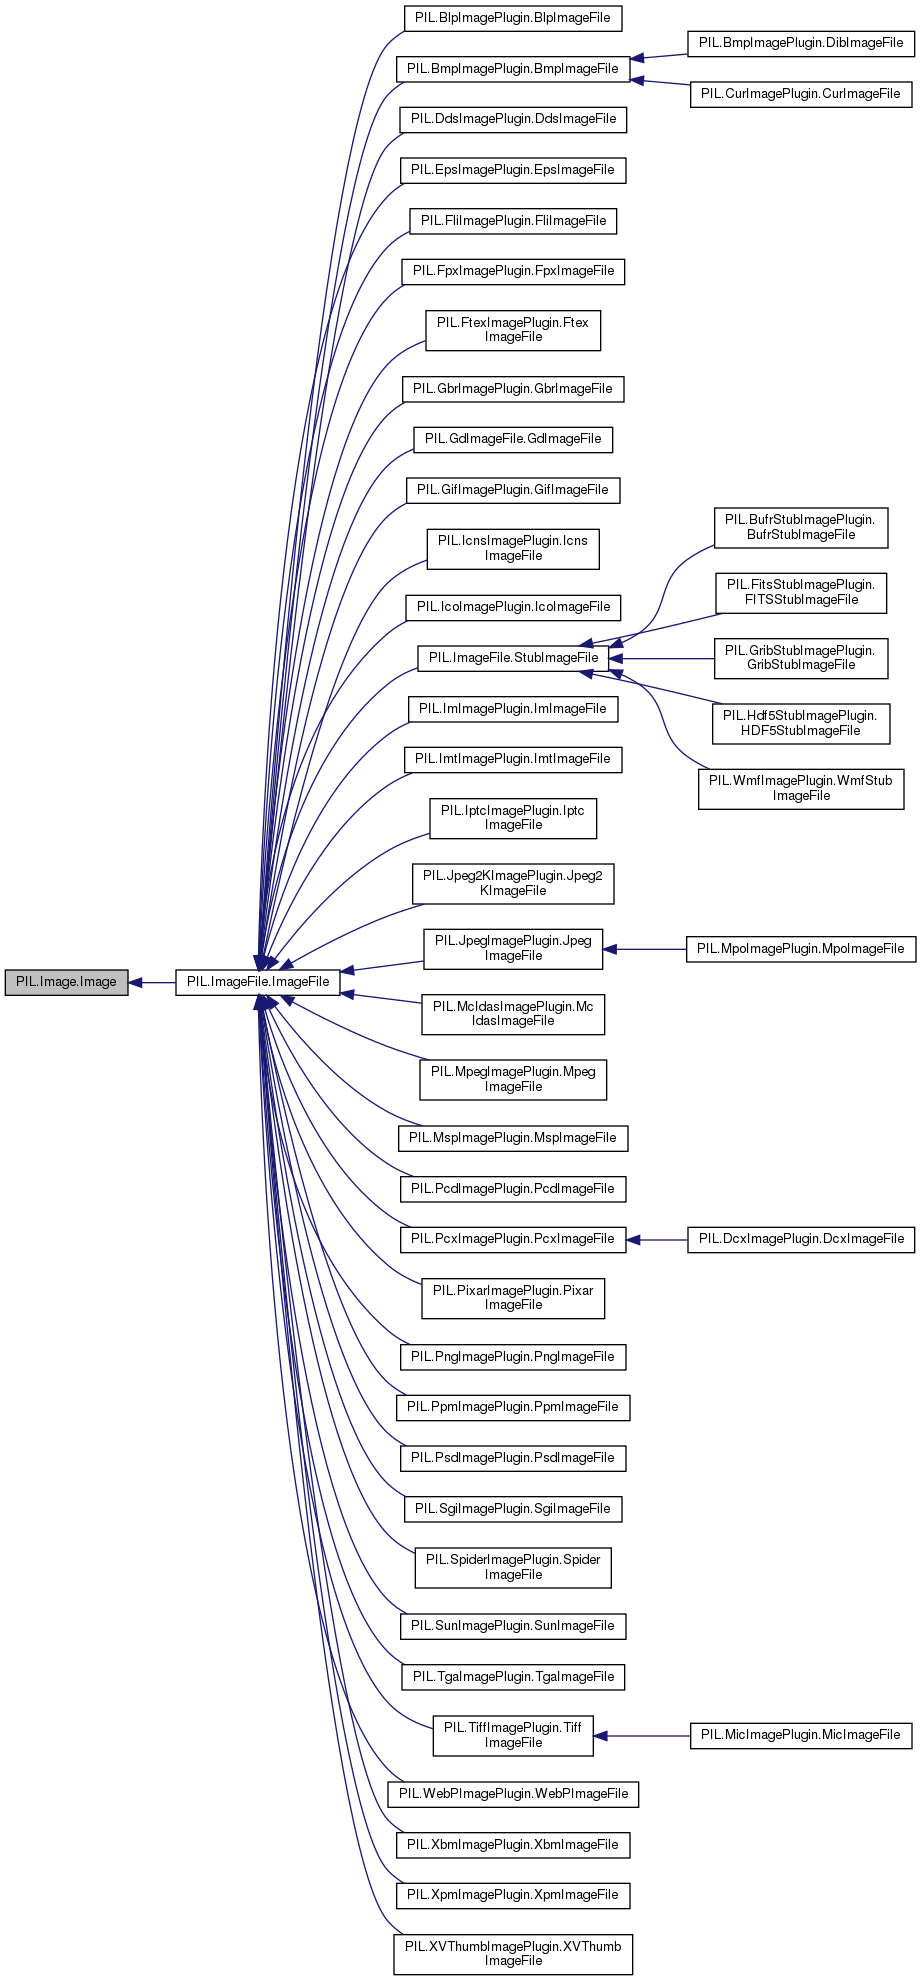 PIL.BlpImagePlugin.BlpImageFile
PIL.BmpImagePlugin.DibImageFile
PIL.BmpImagePlugin.BmpImageFile
PIL.CurImagePlugin.CurImageFile
PIL.DdsImagePlugin.DdsImageFile
PIL.EpsImagePlugin.EpsImageFile
PIL.FliImagePlugin.FliImageFile
PIL.FpxImagePlugin.FpxImageFile
PIL.FtexImagePlugin.Ftex
ImageFile
PIL.GbrImagePlugin.GbrImageFile
PIL.GdImageFile.GdImageFile
PIL.GifImagePlugin.GifImageFile
PIL.BufrStubImagePlugin.
BufrStubImageFile
PIL.IcnsImagePlugin.Icns
ImageFile
PIL.FitsStubImagePlugin.
FITSStubImageFile
PIL.IcoImagePlugin.IcoImageFile
PIL.ImageFile.StubImageFile
PIL.GribStubImagePlugin.
GribStubImageFile
PIL.ImImagePlugin.ImImageFile
PIL.Hdf5StubImagePlugin.
HDF5StubImageFile
PIL.ImtImagePlugin.ImtImageFile
PIL.WmfImagePlugin.WmfStub
ImageFile
PIL.IptcImagePlugin.Iptc
ImageFile
PIL.Jpeg2KImagePlugin.Jpeg2
KImageFile
PIL.JpegImagePlugin.Jpeg
ImageFile
PIL.MpoImagePlugin.MpoImageFile
PIL.Image.Image
PIL.ImageFile.ImageFile
PIL.McIdasImagePlugin.Mc
IdasImageFile
PIL.MpegImagePlugin.Mpeg
ImageFile
PIL.MspImagePlugin.MspImageFile
PIL.PcdImagePlugin.PcdImageFile
PIL.PcxImagePlugin.PcxImageFile
PIL.DcxImagePlugin.DcxImageFile
PIL.PixarImagePlugin.Pixar
ImageFile
PIL.PngImagePlugin.PngImageFile
PIL.PpmImagePlugin.PpmImageFile
PIL.PsdImagePlugin.PsdImageFile
PIL.SgiImagePlugin.SgiImageFile
PIL.SpiderImagePlugin.Spider
ImageFile
PIL.SunImagePlugin.SunImageFile
PIL.TgaImagePlugin.TgaImageFile
PIL.TiffImagePlugin.Tiff
ImageFile
PIL.MicImagePlugin.MicImageFile
PIL.WebPImagePlugin.WebPImageFile
PIL.XbmImagePlugin.XbmImageFile
PIL.XpmImagePlugin.XpmImageFile
PIL.XVThumbImagePlugin.XVThumb
ImageFile